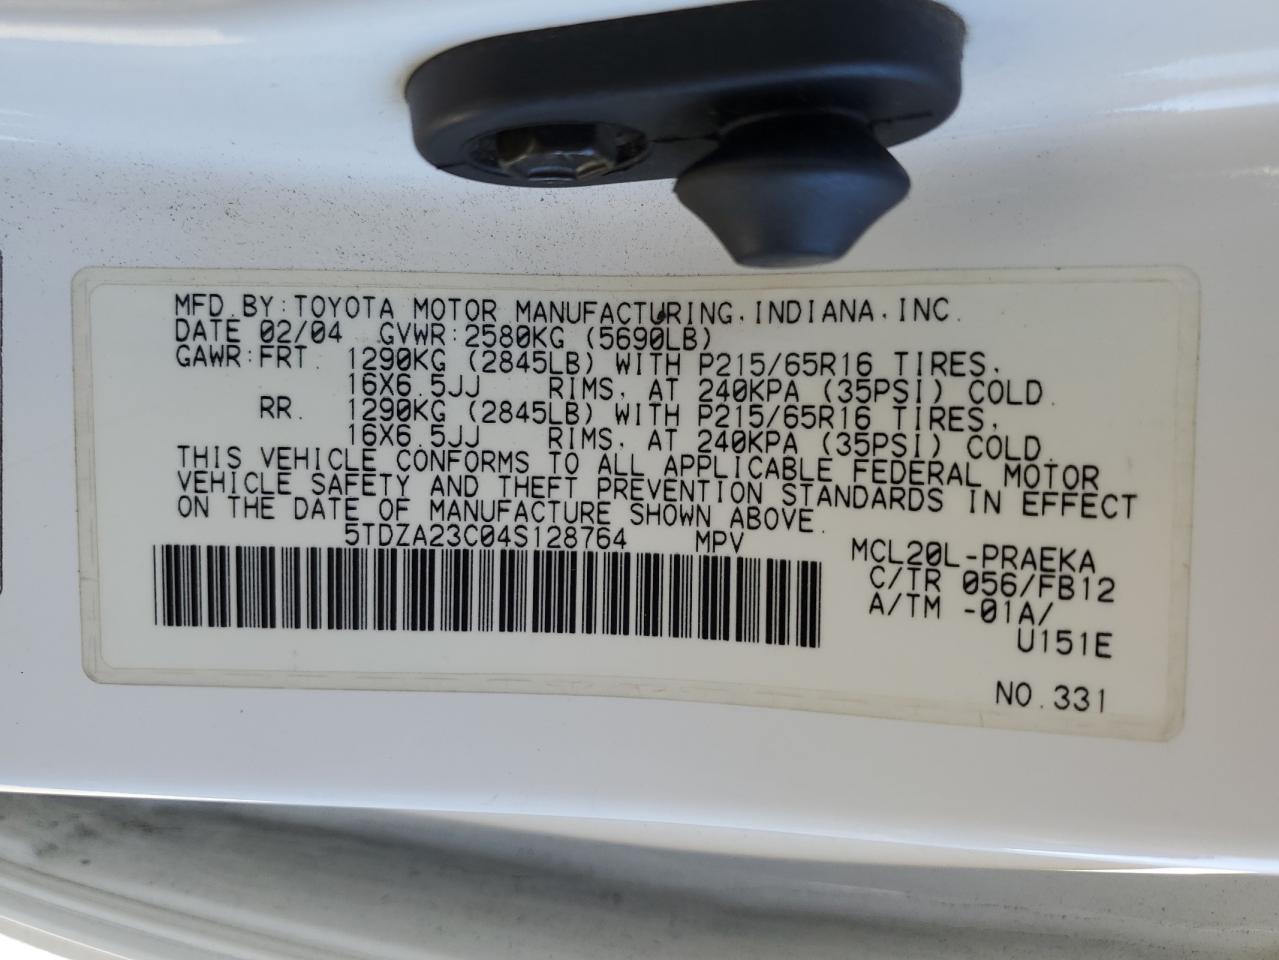 MFD.BY:TOYOTA MOTOR MANUFACTURING,INDIANA,INC.
DATE 02/04 GVWR:2580KG (5690LB)
GAWR:FRT. 1290KG (2845LB) WITH P215/65R16 TIRES,
16X6.5JJ RIMS, AT 240KPA (35PSI) COLD.
RR. 1290KG (2845LB) WITH P215/65R16 TIRES,
16X6.5JJ RIMS, AT 240KPA (35PSI) COLD.
THIS VEHICLE CONFORMS TO ALL APPLICABLE FEDERAL MOTOR
VEHICLE SAFETY AND THEFT PREVENTION STANDARDS IN EFFECT
ON THE DATE OF MANUFACTURE SHOWN ABOVE.
5TDZA23C04S128764 MPV
MCL20L-PRAEKA
C/TR 056/FB12
A/TM -01A/
U151E
NO.331